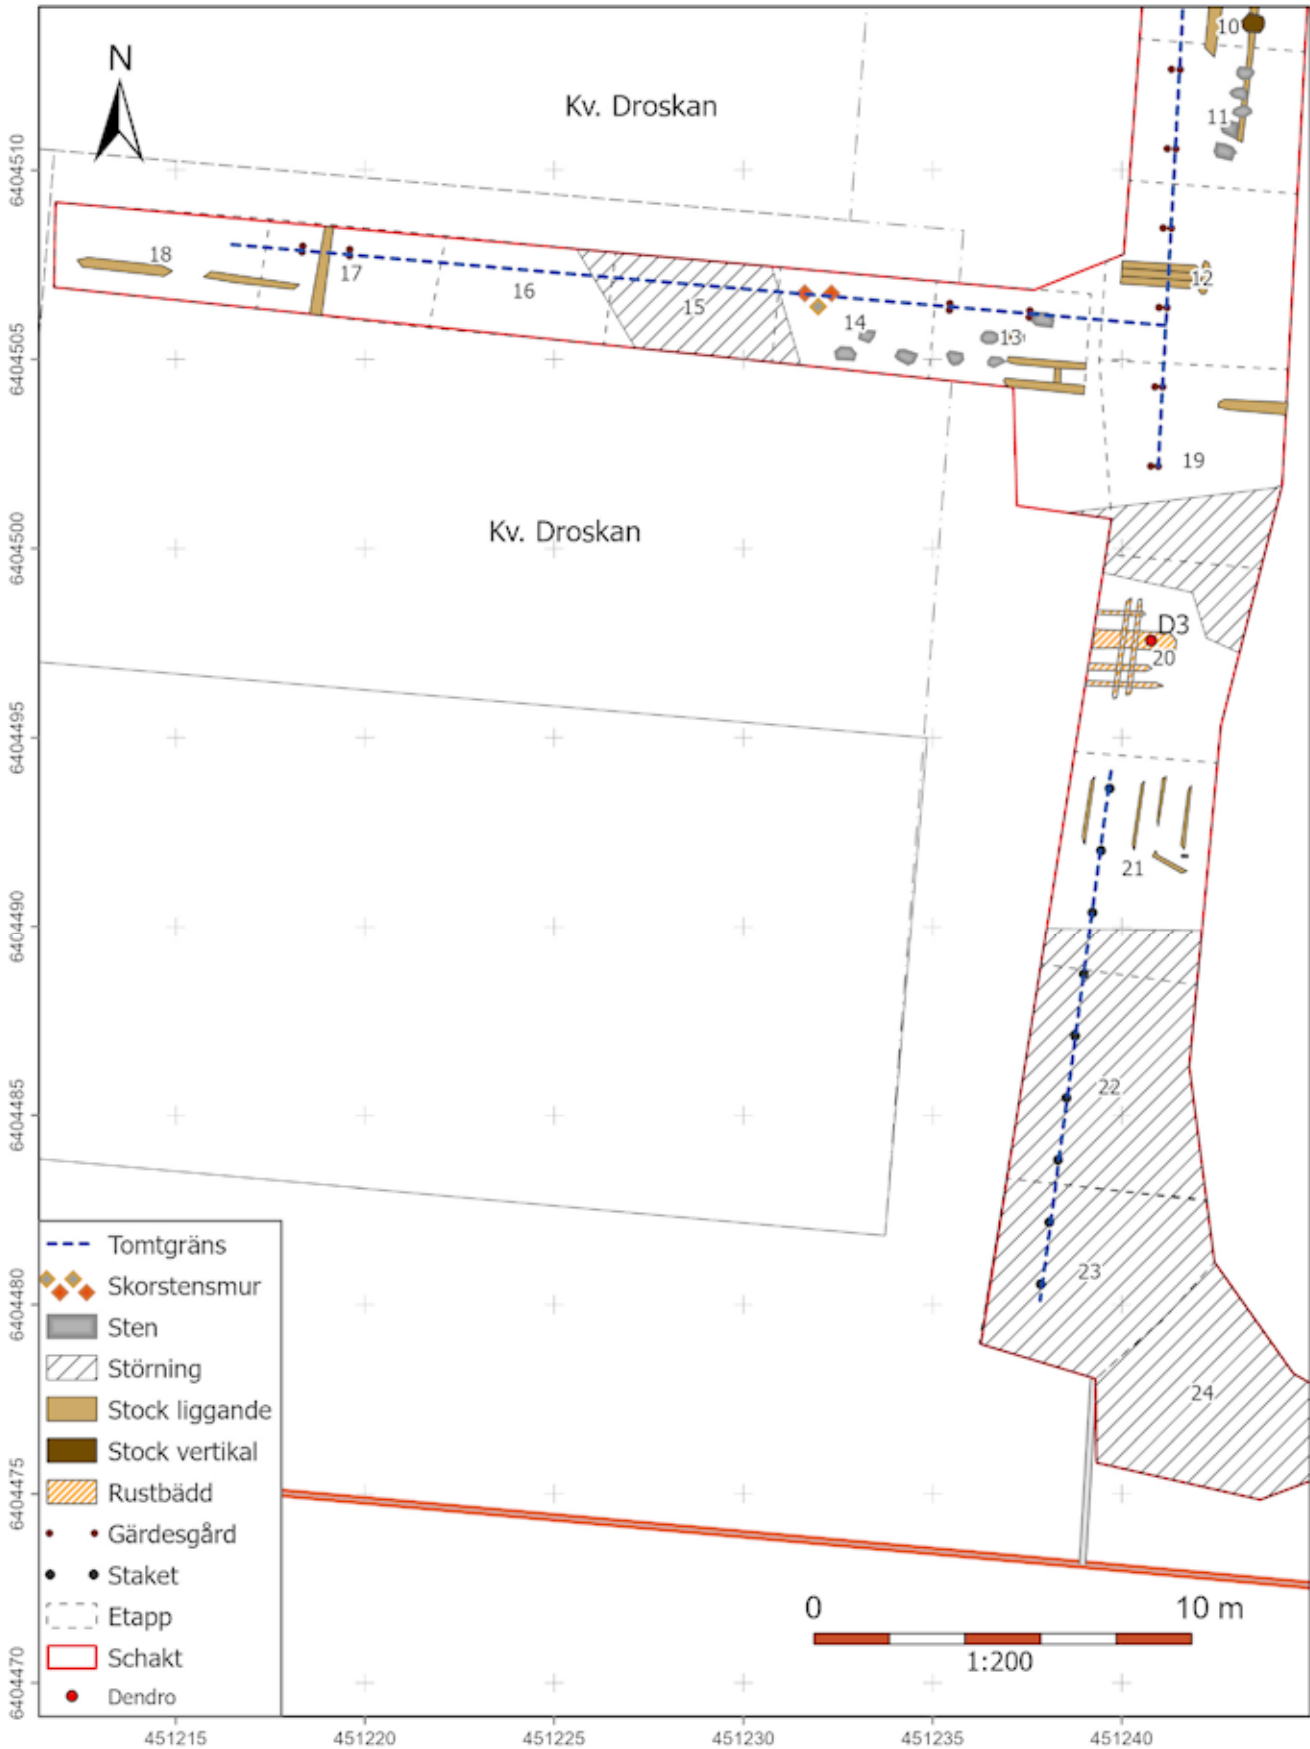 N
10
Kv. Droskan
11
6404510
18
17
16
15
14
13
12
6404505
19
Kv. Droskan
6404500
D3
20
6404495
21
6404490
22
6404485
23
6404480
24
Tomtgräns
Skorstensmur
Sten
Störning
Stock liggande
Stock vertikal
Rustbädd
Gärdesgård
Staket
Etapp
Schakt
Dendro
6404475
6404470
0 10 m
1:200
451215 451220 451225 451230 451235 451240